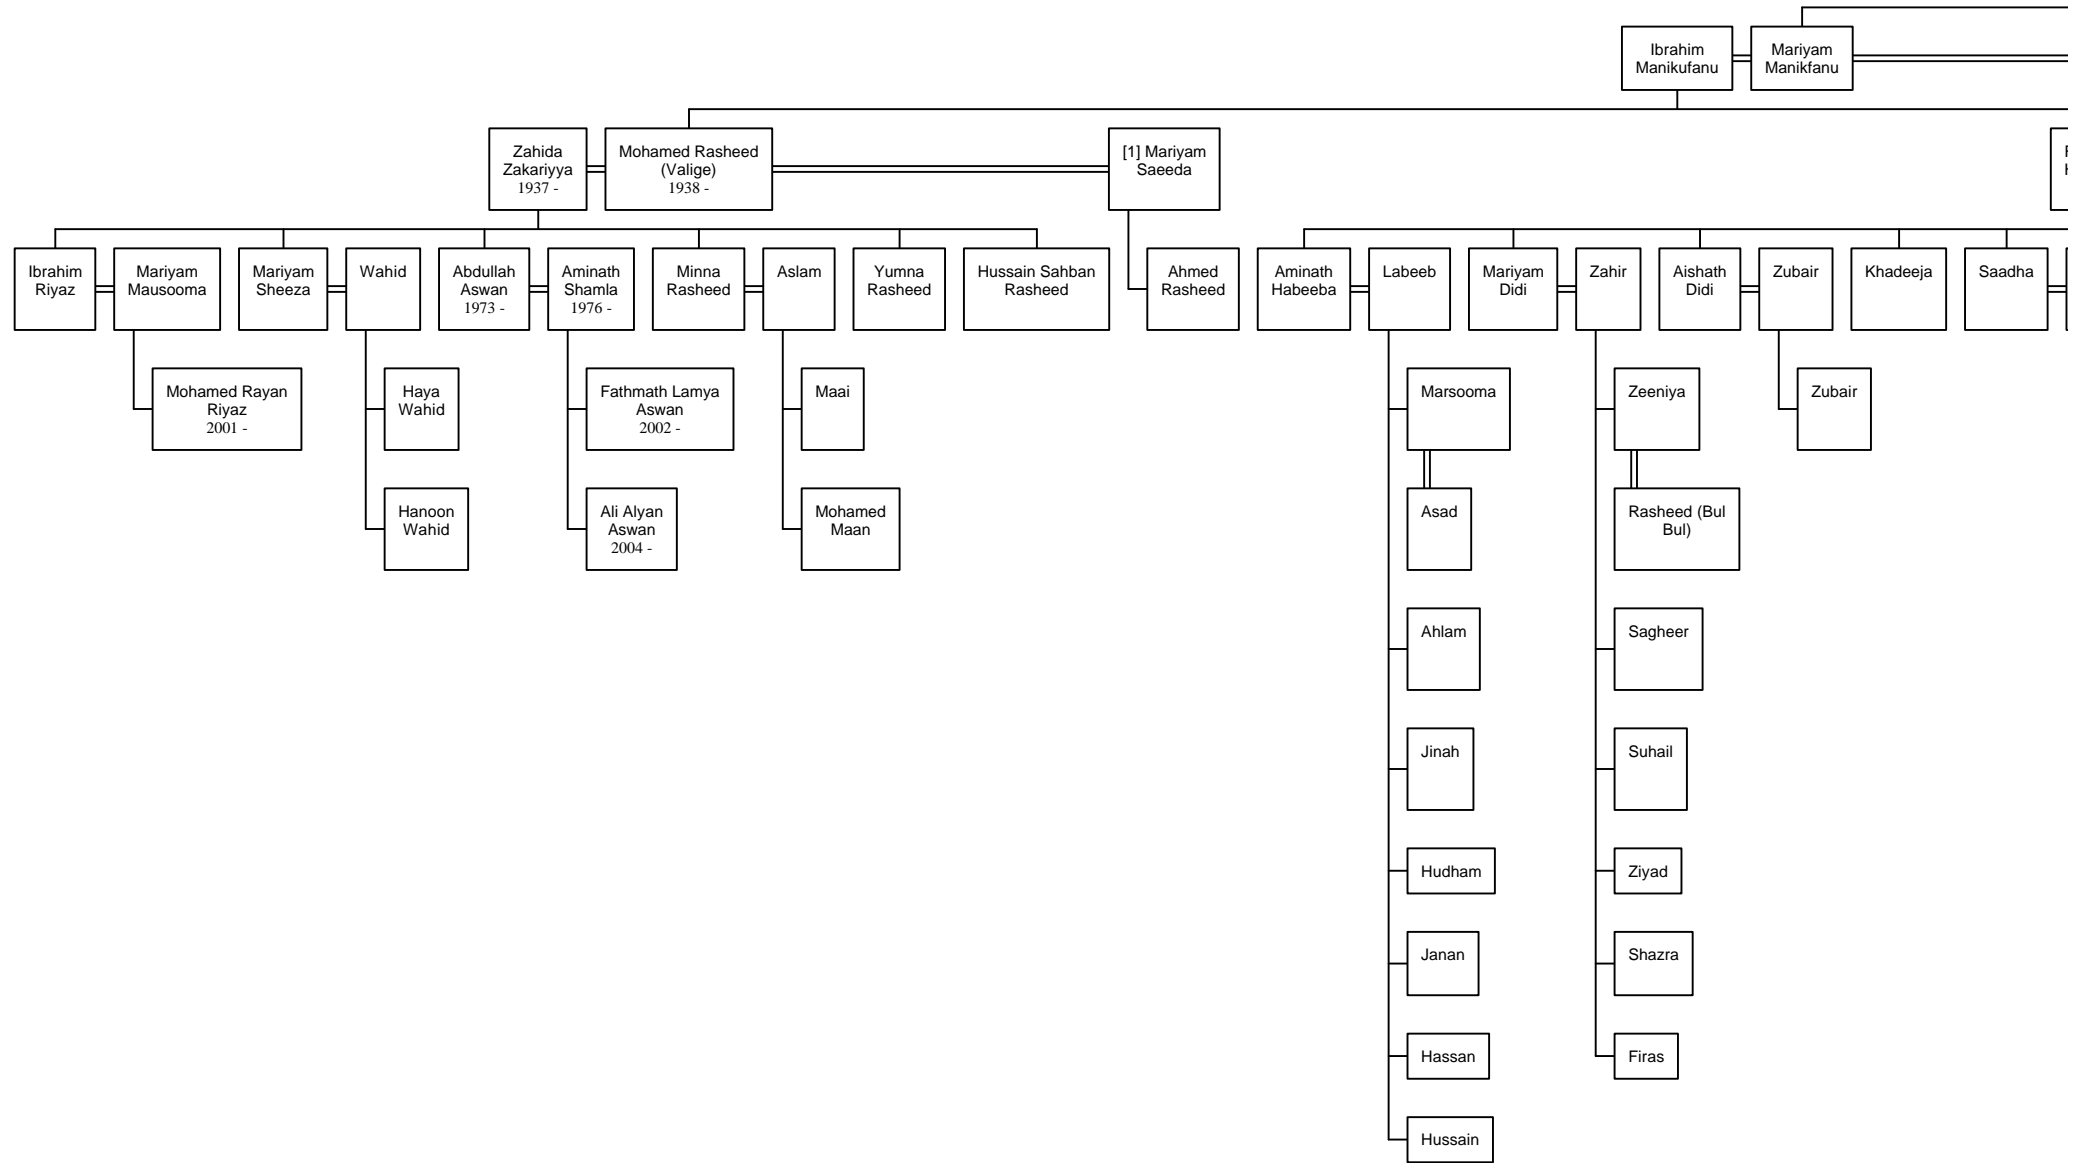 Ibrahim
Manikufanu
Mariyam
Manikfanu
Zahida
Zakariyya
1937 -
Mohamed Rasheed
(Valige)
1938 -
[1] Mariyam
Saeeda
Ibrahim
Riyaz
Mariyam
Mausooma
Mariyam
Sheeza
Wahid
Abdullah
Aswan
1973 -
Aminath
Shamla
1976 -
Minna
Rasheed
Aslam
Yumna
Rasheed
Hussain Sahban
Rasheed
Ahmed
Rasheed
Aminath
Habeeba
Labeeb
Mariyam
Didi
Zahir
Aishath
Didi
Zubair
Khadeeja
Saadha
Mohamed Rayan
Riyaz
2001 -
Haya
Wahid
Fathmath Lamya
Aswan
2002 -
Maai
Marsooma
Zeeniya
Zubair
Hanoon
Wahid
Ali Alyan
Aswan
2004 -
Mohamed
Maan
Asad
Rasheed (Bul
Bul)
Ahlam
Sagheer
Jinah
Suhail
Hudham
Ziyad
Janan
Shazra
Hassan
Firas
Hussain